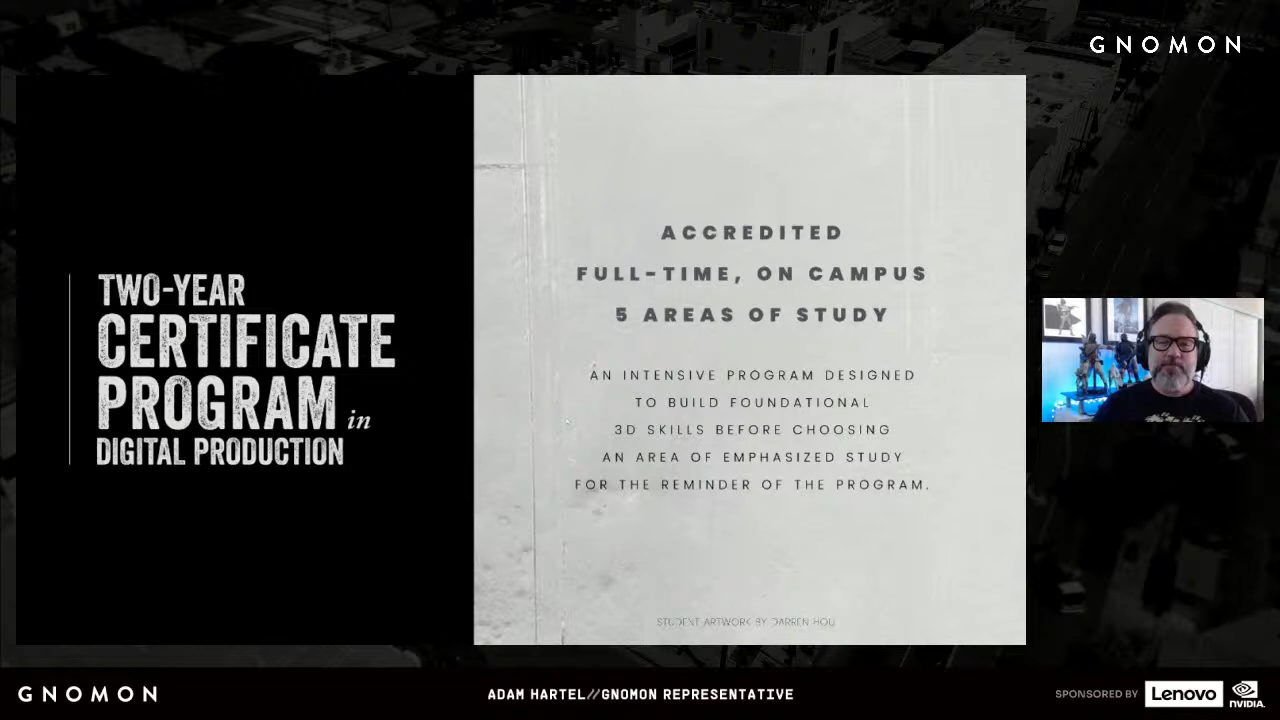 GNOMON
TWO-YEAR
CERTIFICATE
PROGRAM in
DIGITAL PRODUCTION
ACCREDITED
FULL-TIME, ON CAMPUS
5 AREAS OF STUDY
AN INTENSIVE PROGRAM DESIGNED
TO BUILD FOUNDATIONAL
3D SKILLS BEFORE CHOOSING
AN AREA OF EMPHASIZED STUDY
FOR THE REMINDER OF THE PROGRAM.
STUDENT ARTWORK BY DARREN HOU
GNOMON
ADAM HARTEL//GNOMON REPRESENTATIVE
SPONSORED BY
Lenovo
NVIDIA.